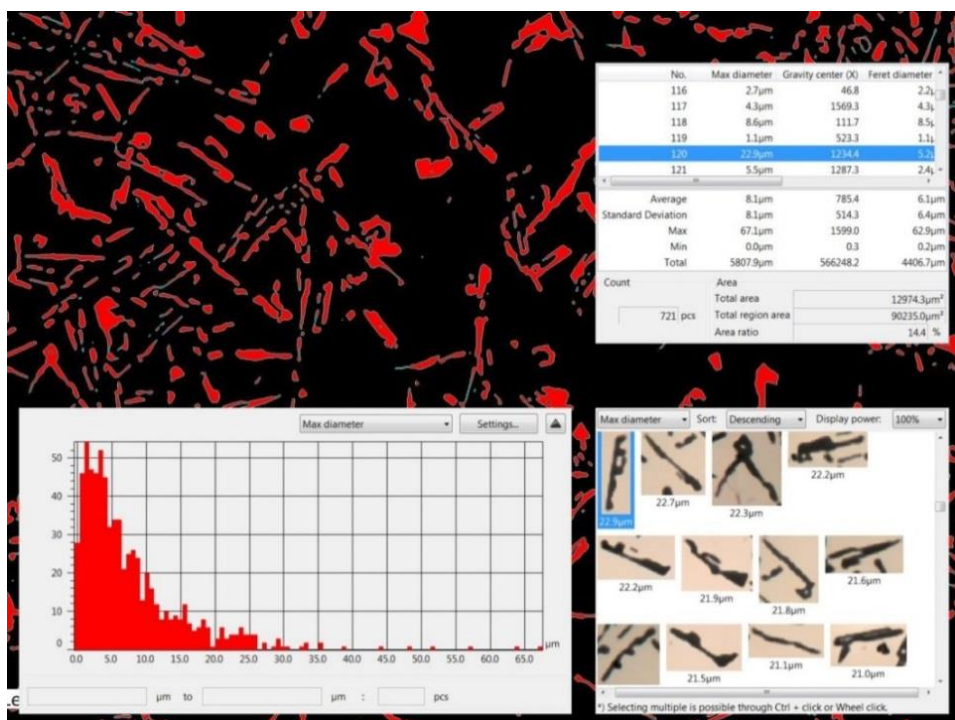 No. Max diameter Gravity center (X) Feret diameter
116 2.7µm 46.8 2.2
117 4.3µm 1569.3 4.3
118 8.6µm 111.7 8.5
119 1.1µm 523.3 1.1
120 22.9µm 1234.4 5.2
121 5.5µm 1287.3 2.4
Average 8.1µm 785.4 6.1µm
Standard Deviation 8.1µm 514.3 6.4µm
Max 67.1µm 1599.0 62.9µm
Min 0.0µm 0.3 0.2µm
Total 5807.9µm 566248.2 4406.7µm
Count Area
Total area 12974.3µm²
721 pcs Total region area 90235.0µm²
Area ratio 14.4 %
Max diameter Settings...
50
40
30
20
10
0 µm
0.0 5.0 10.0 15.0 20.0 25.0 30.0 35.0 40.0 45.0 50.0 55.0 60.0 65.0
µm to µm : pcs
Max diameter Sort: Descending Display power: 100%
22.9µm 22.7µm 22.3µm 22.2µm
22.2µm 21.9µm 21.8µm 21.6µm
21.5µm 21.1µm 21.0µm
*) Selecting multiple is possible through Ctrl + click or Wheel click.